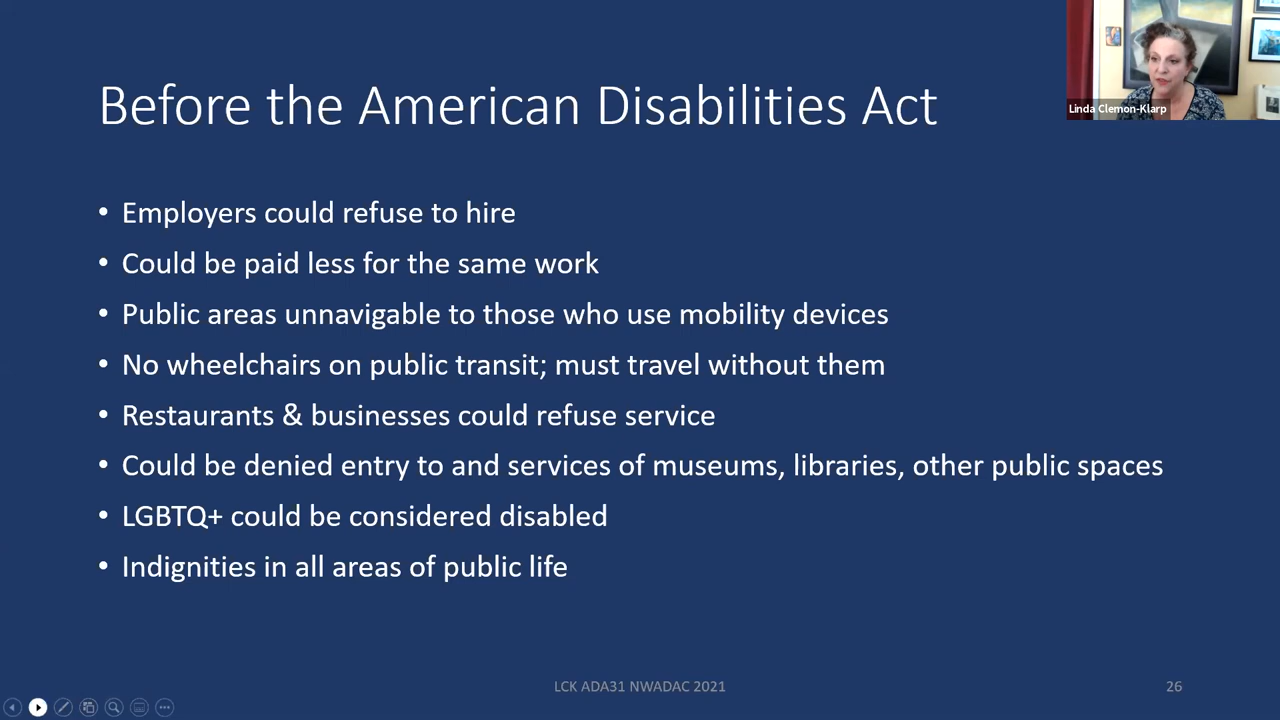 Before the American Disabilities Act
Linda Clemon-Klarp
• Employers could refuse to hire
• Could be paid less for the same work
• Public areas unnavigable to those who use mobility devices
• No wheelchairs on public transit; must travel without them
• Restaurants & businesses could refuse service
• Could be denied entry to and services of museums, libraries, other public spaces
• LGBTQ+ could be considered disabled
• Indignities in all areas of public life
LCK ADA31 NWADAC 2021
26